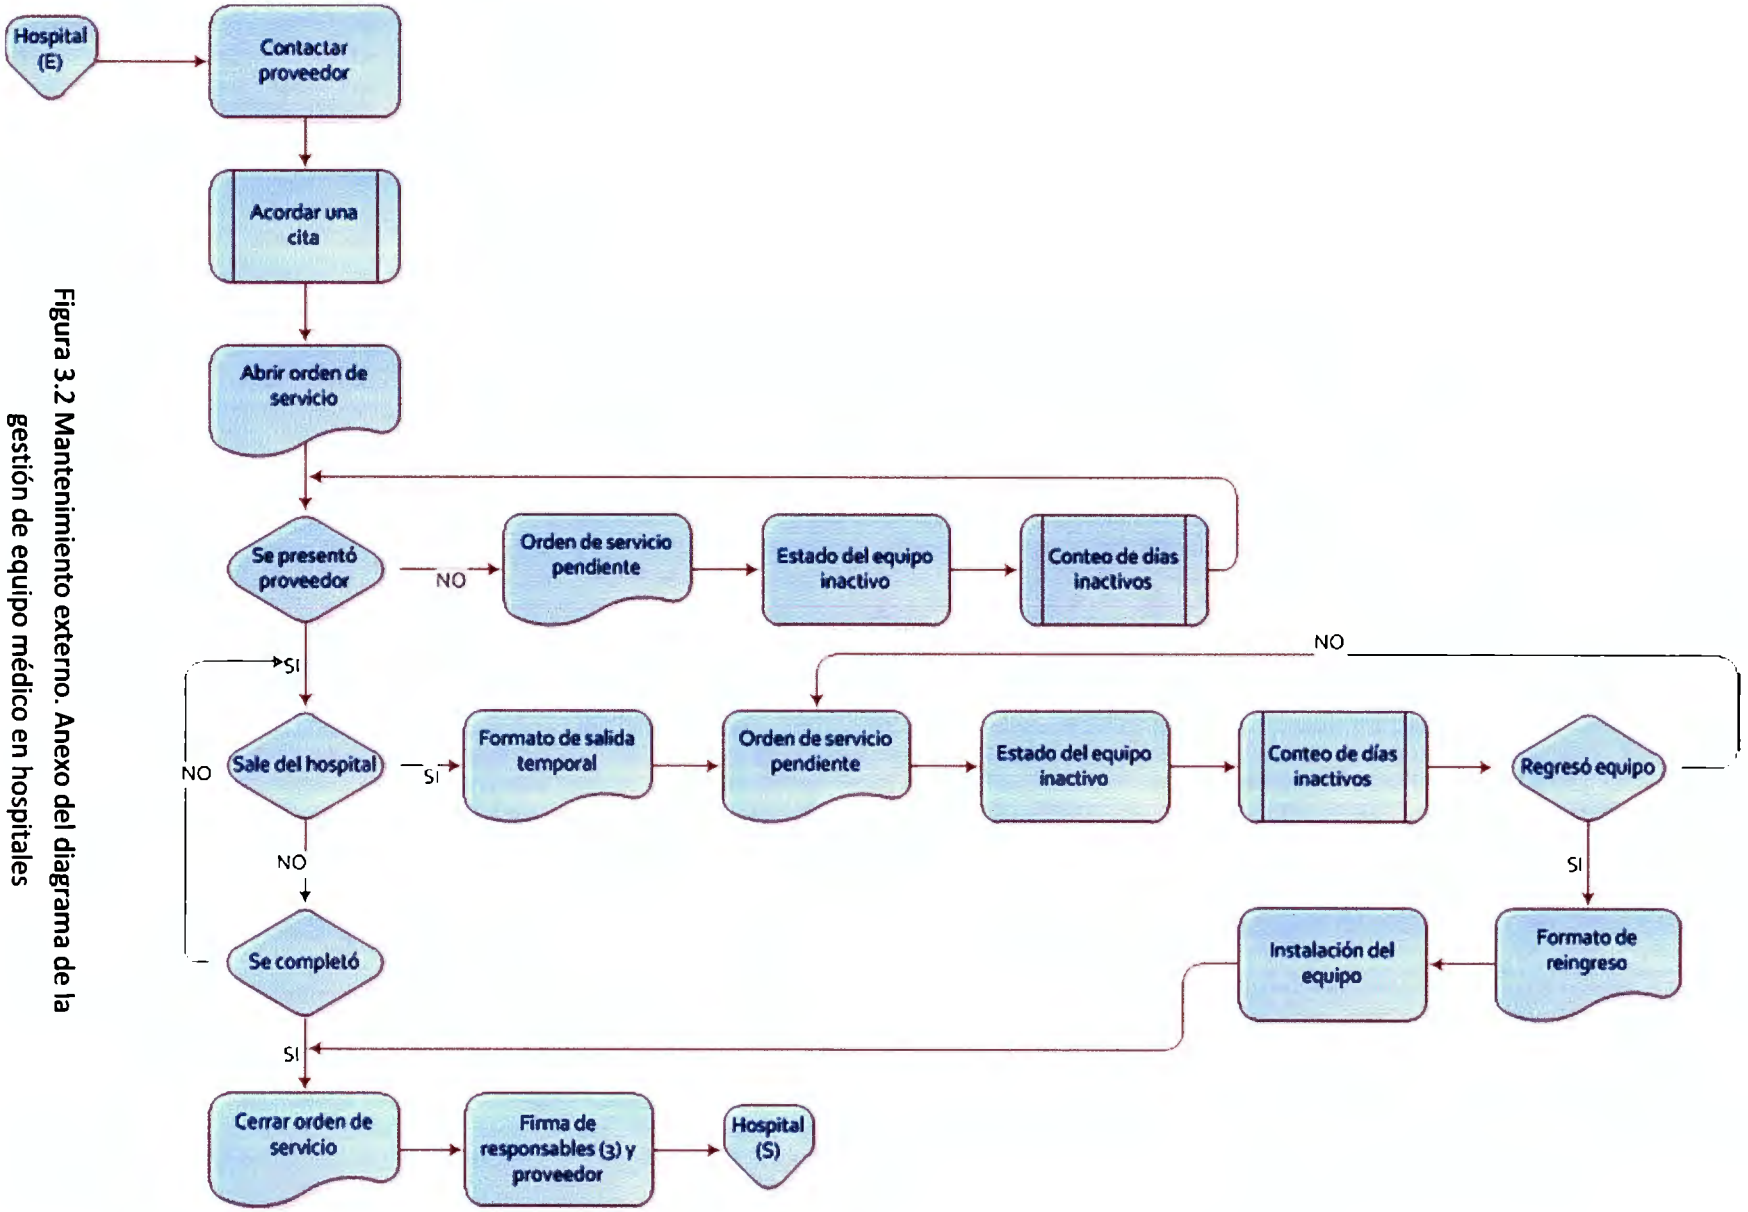 Hospital
(E)
Contactar
proveedor
Acordar una
cita
Abrir orden de
servicio
Se presentó
proveedor
NO
Orden de servicio
pendiente
Estado del equipo
inactivo
Conteo de días
inactivos
SI
NO
Sale del hospital
SI
Formato de salida
temporal
Orden de servicio
pendiente
Estado del equipo
inactivo
Conteo de días
inactivos
Regresó equipo
NO
NO
SI
Se completó
Instalación del
equipo
Formato de
reingreso
SI
Cerrar orden de
servicio
Firma de
responsables (3) y
proveedor
Hospital
(S)
Figura 3.2 Mantenimiento externo. Anexo del diagrama de la
gestión de equipo médico en hospitales